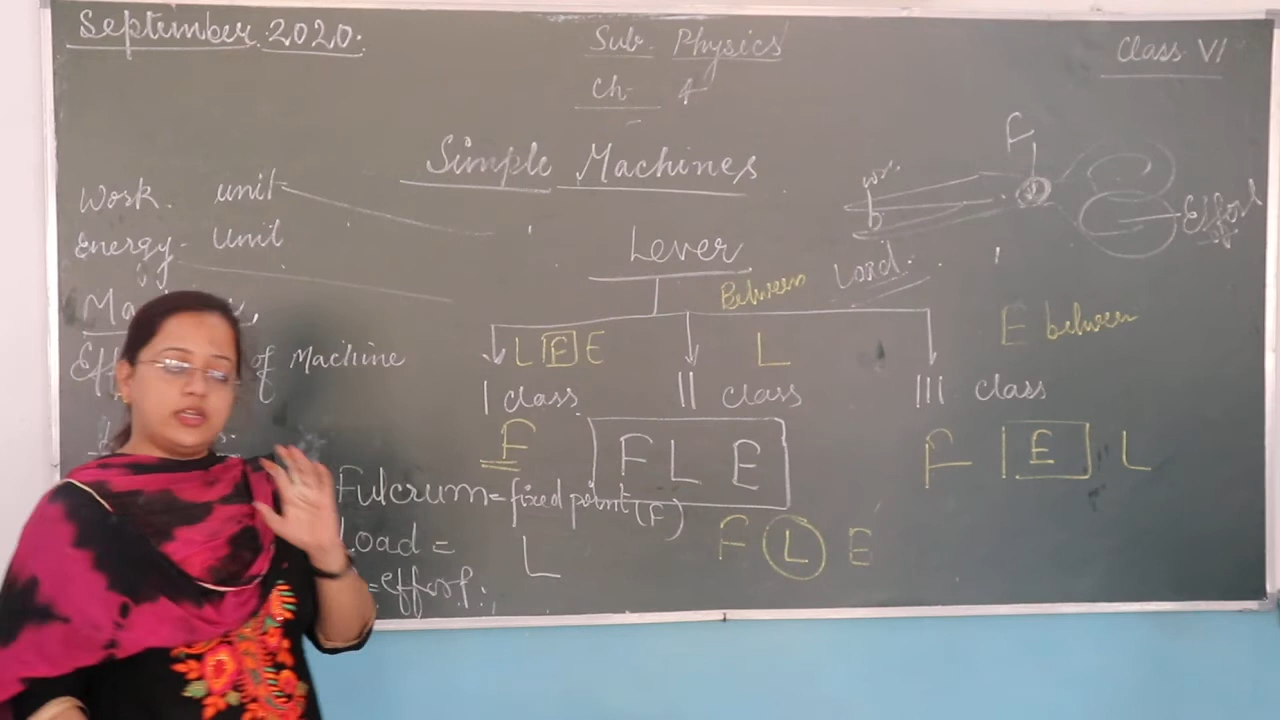 September 2020.
Sub. Physics
Class VI
Ch 4
Simple Machines
Work. unit
Energy - Unit
F
Effort
Lever
Load.
Between
E between
of Machine
L F E
L
I class
II class
III class
F
F L E
F E L
Fulcrum = fixed point (F)
Load =
L
F L E
= effort.